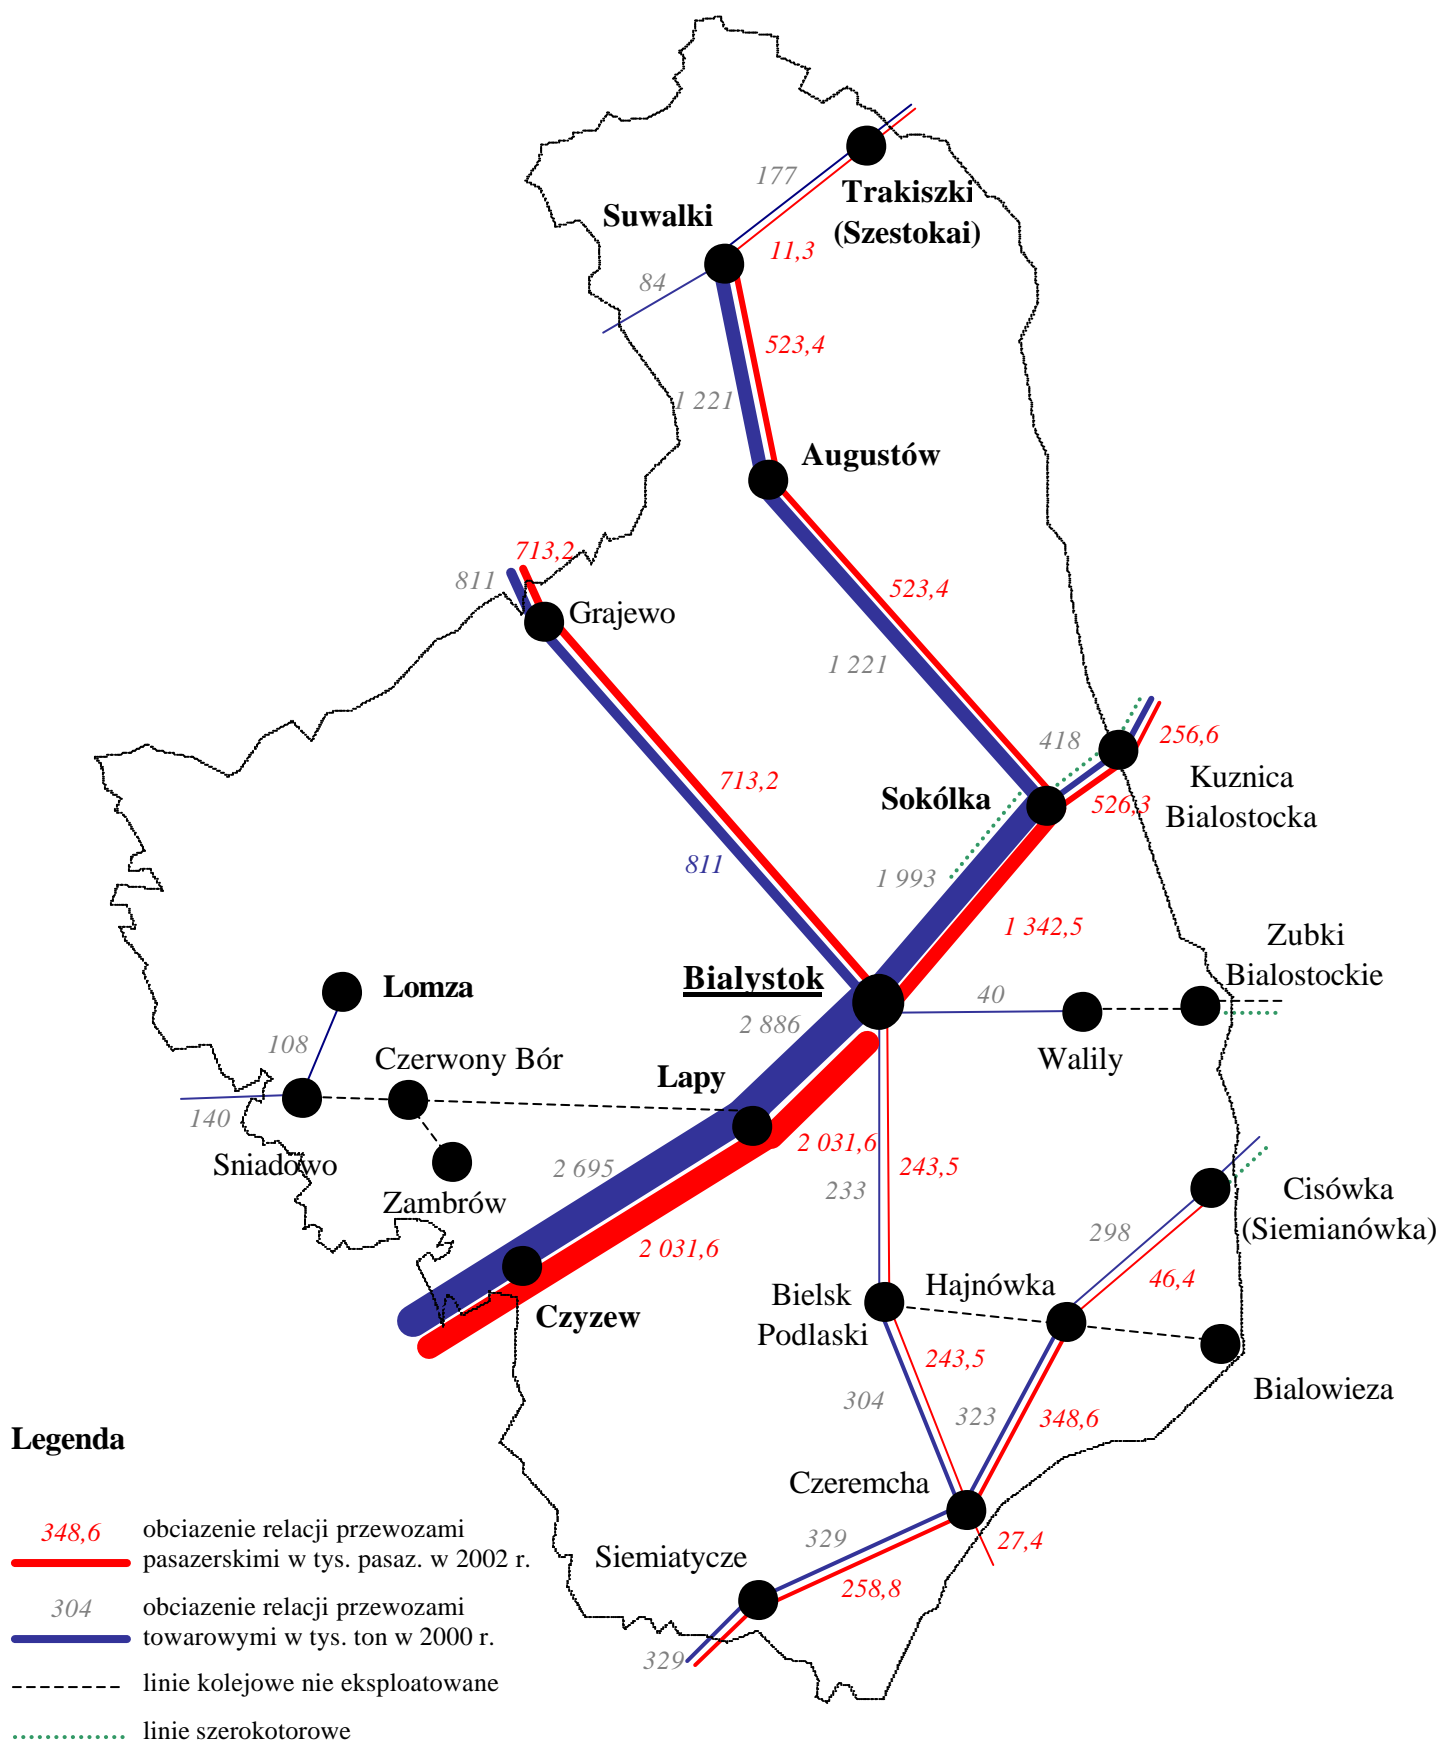 177
Trakiszki
(Szestokai)
Suwalki
11,3
84
523,4
1 221
Augustów
713,2
811
Grajewo
523,4
1 221
418
256,6
Kuznica
Bialostocka
713,2
Sokólka
526,3
811
1 993
1 342,5
Zubki
Bialostockie
Lomza
Bialystok
40
2 886
Walily
108
Czerwony Bór
Lapy
140
Sniadowo
2 695
2 031,6
243,5
233
Zambrów
Cisówka
(Siemianówka)
298
2 031,6
46,4
Bielsk
Podlaski
Hajnówka
Czyzew
243,5
Bialowieza
304
323
348,6
Legenda
Czeremcha
348,6
obciazenie relacji przewozami
pasazerskimi w tys. pasaz. w 2002 r.
329
27,4
Siemiatycze
258,8
304
obciazenie relacji przewozami
towarowymi w tys. ton w 2000 r.
329
linie kolejowe nie eksploatowane
linie szerokotorowe